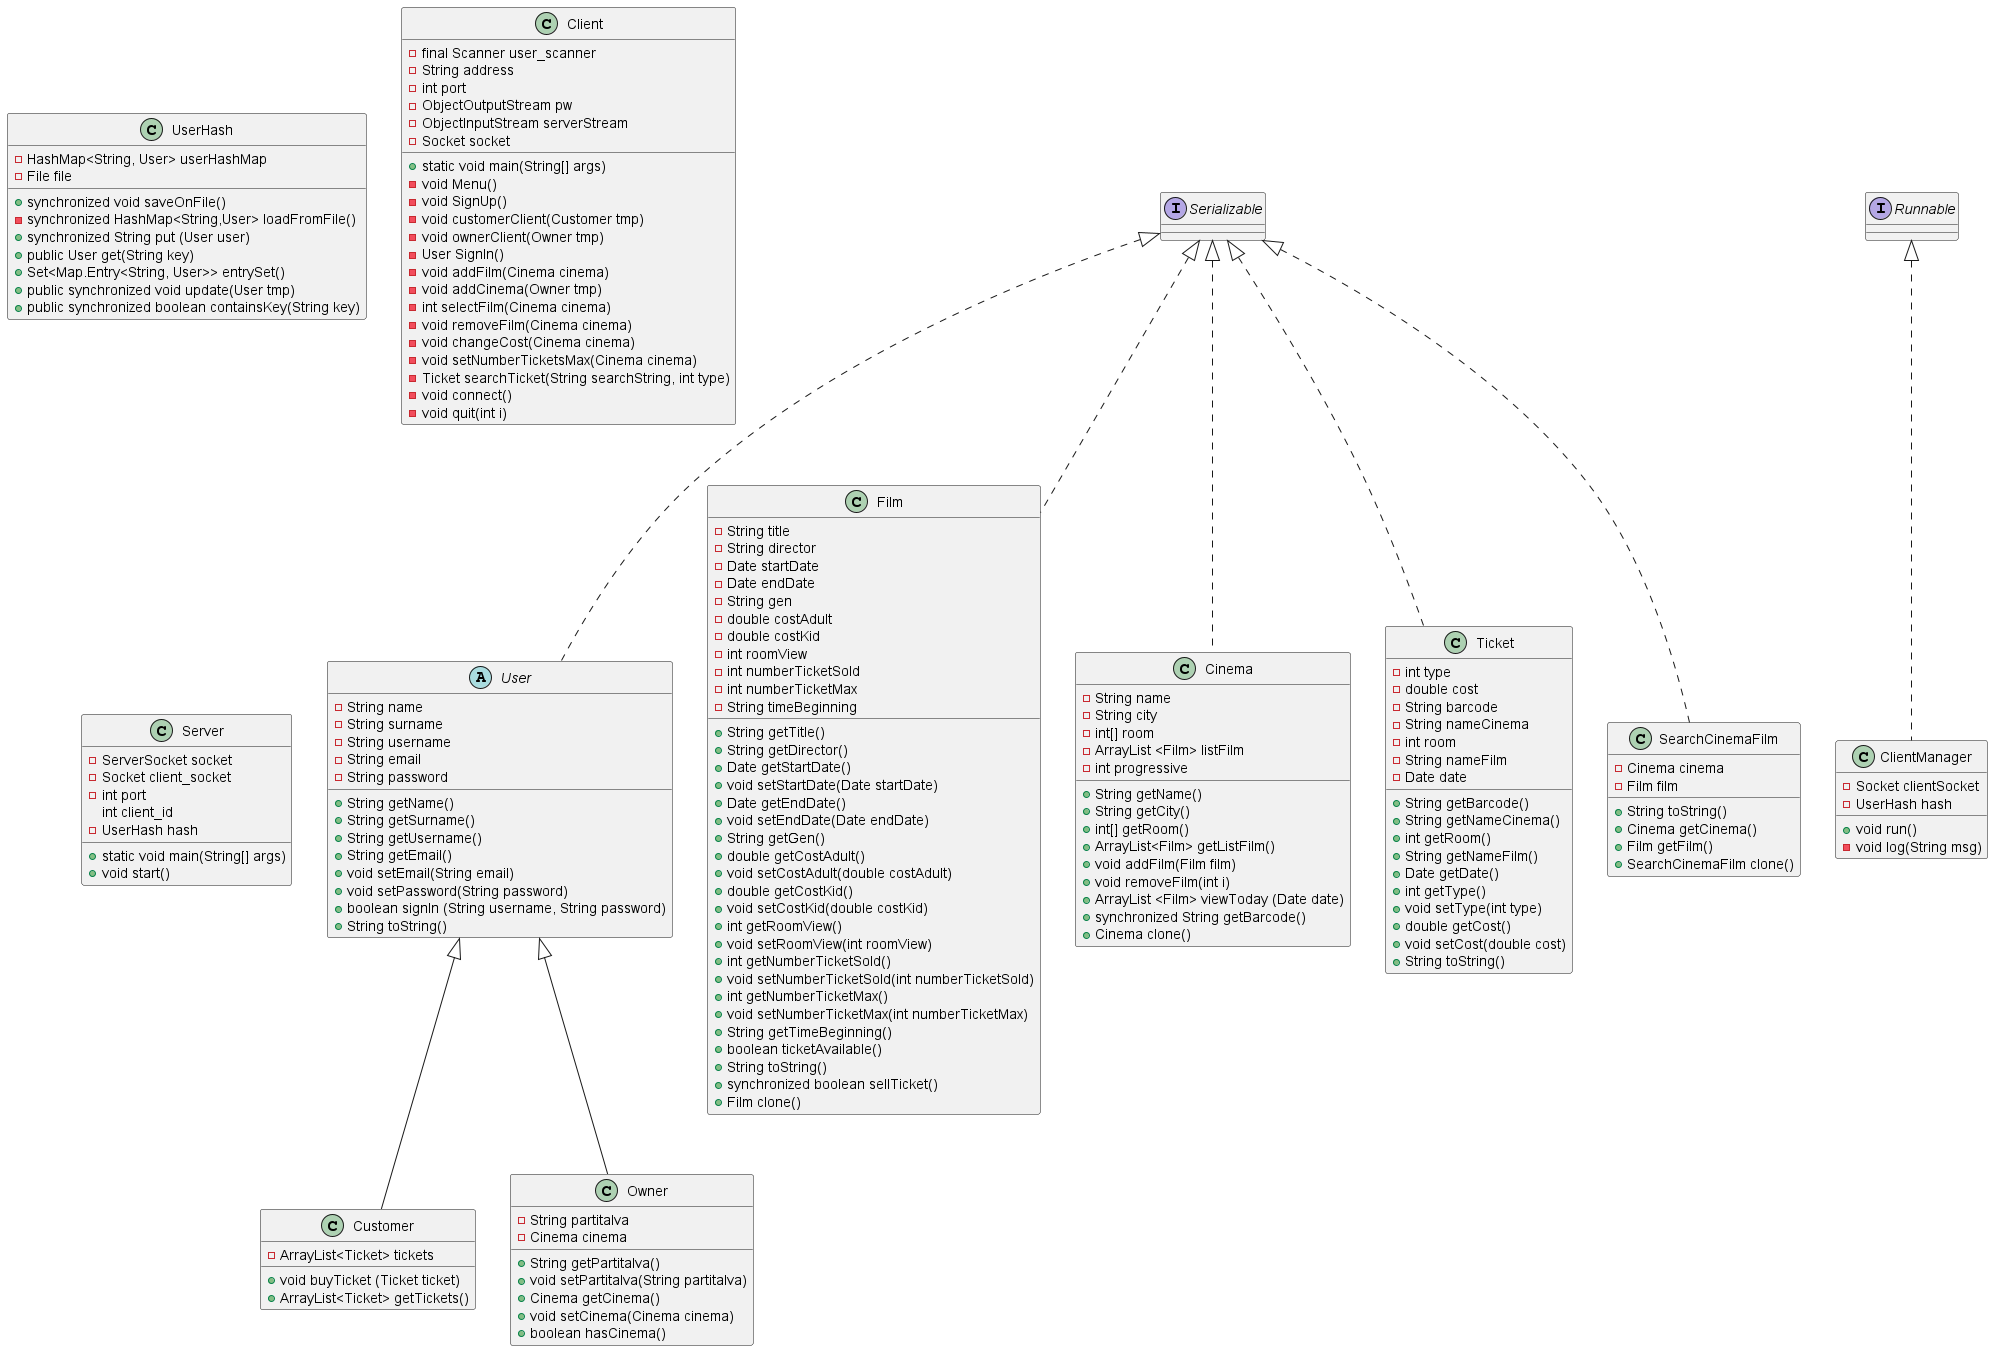 C Client
final Scanner user_scanner
String address
int port
ObjectOutputStream pw
ObjectInputStream serverStream
Socket socket
static void main(String[] args)
void Menu()
void SignUp()
void customerClient(Customer tmp)
void ownerClient(Owner tmp)
User SignIn()
void addFilm(Cinema cinema)
void addCinema(Owner tmp)
int selectFilm(Cinema cinema)
void removeFilm(Cinema cinema)
void changeCost(Cinema cinema)
void setNumberTicketsMax(Cinema cinema)
Ticket searchTicket(String searchString, int type)
void connect()
void quit(int i)
C UserHash
HashMap<String, User> userHashMap
File file
synchronized void saveOnFile()
synchronized HashMap<String,User> loadFromFile()
synchronized String put (User user)
public User get(String key)
Set<Map.Entry<String, User>> entrySet()
public synchronized void update(User tmp)
public synchronized boolean containsKey(String key)
I Serializable
I Runnable
C Film
String title
String director
Date startDate
Date endDate
String gen
double costAdult
double costKid
int roomView
int numberTicketSold
int numberTicketMax
String timeBeginning
String getTitle()
String getDirector()
Date getStartDate()
void setStartDate(Date startDate)
Date getEndDate()
void setEndDate(Date endDate)
String getGen()
double getCostAdult()
void setCostAdult(double costAdult)
double getCostKid()
void setCostKid(double costKid)
int getRoomView()
void setRoomView(int roomView)
int getNumberTicketSold()
void setNumberTicketSold(int numberTicketSold)
int getNumberTicketMax()
void setNumberTicketMax(int numberTicketMax)
String getTimeBeginning()
boolean ticketAvailable()
String toString()
synchronized boolean sellTicket()
Film clone()
C Server
ServerSocket socket
Socket client_socket
int port
int client_id
UserHash hash
static void main(String[] args)
void start()
A User
String name
String surname
String username
String email
String password
String getName()
String getSurname()
String getUsername()
String getEmail()
void setEmail(String email)
void setPassword(String password)
boolean signIn (String username, String password)
String toString()
C Cinema
String name
String city
int[] room
ArrayList <Film> listFilm
int progressive
String getName()
String getCity()
int[] getRoom()
ArrayList<Film> getListFilm()
void addFilm(Film film)
void removeFilm(int i)
ArrayList <Film> viewToday (Date date)
synchronized String getBarcode()
Cinema clone()
C Ticket
int type
double cost
String barcode
String nameCinema
int room
String nameFilm
Date date
String getBarcode()
String getNameCinema()
int getRoom()
String getNameFilm()
Date getDate()
int getType()
void setType(int type)
double getCost()
void setCost(double cost)
String toString()
C SearchCinemaFilm
Cinema cinema
Film film
String toString()
Cinema getCinema()
Film getFilm()
SearchCinemaFilm clone()
C ClientManager
Socket clientSocket
UserHash hash
void run()
void log(String msg)
C Customer
ArrayList<Ticket> tickets
void buyTicket (Ticket ticket)
ArrayList<Ticket> getTickets()
C Owner
String partitaIva
Cinema cinema
String getPartitaIva()
void setPartitaIva(String partitaIva)
Cinema getCinema()
void setCinema(Cinema cinema)
boolean hasCinema()